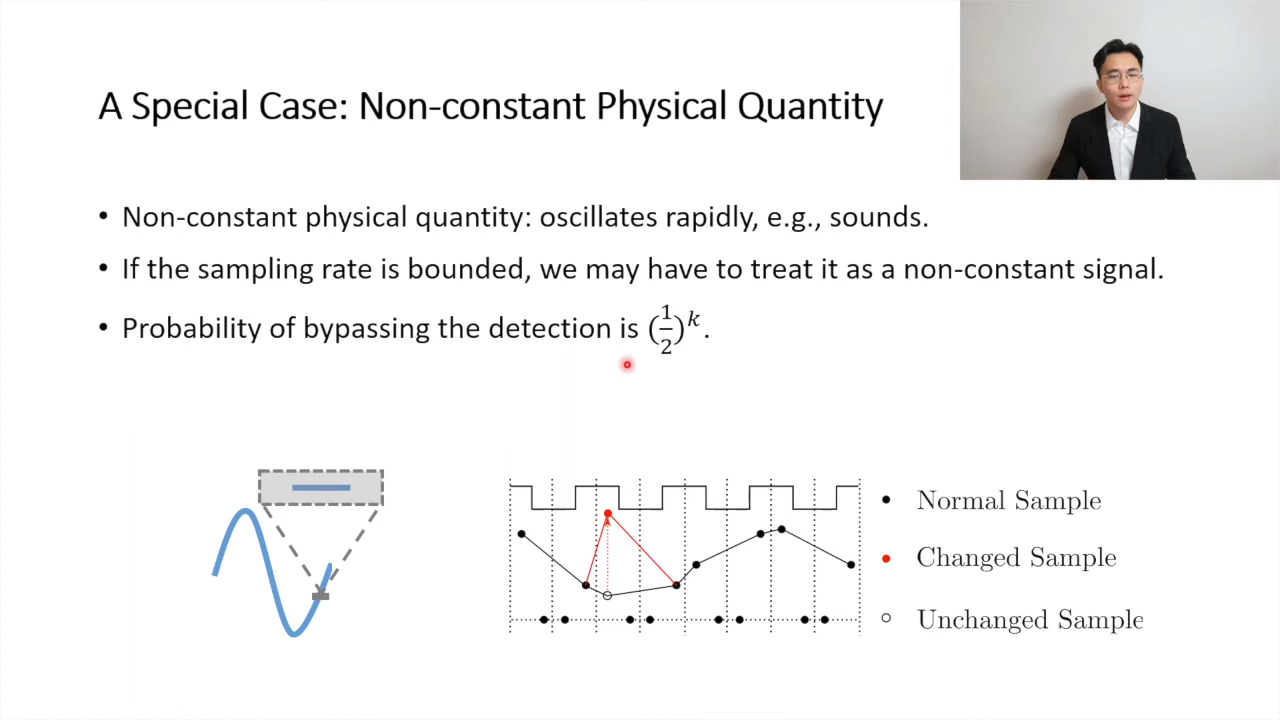 A Special Case: Non-constant Physical Quantity
• Non-constant physical quantity: oscillates rapidly, e.g., sounds.
• If the sampling rate is bounded, we may have to treat it as a non-constant signal.
• Probability of bypassing the detection is (1/2)^k.
Normal Sample
Changed Sample
Unchanged Sample